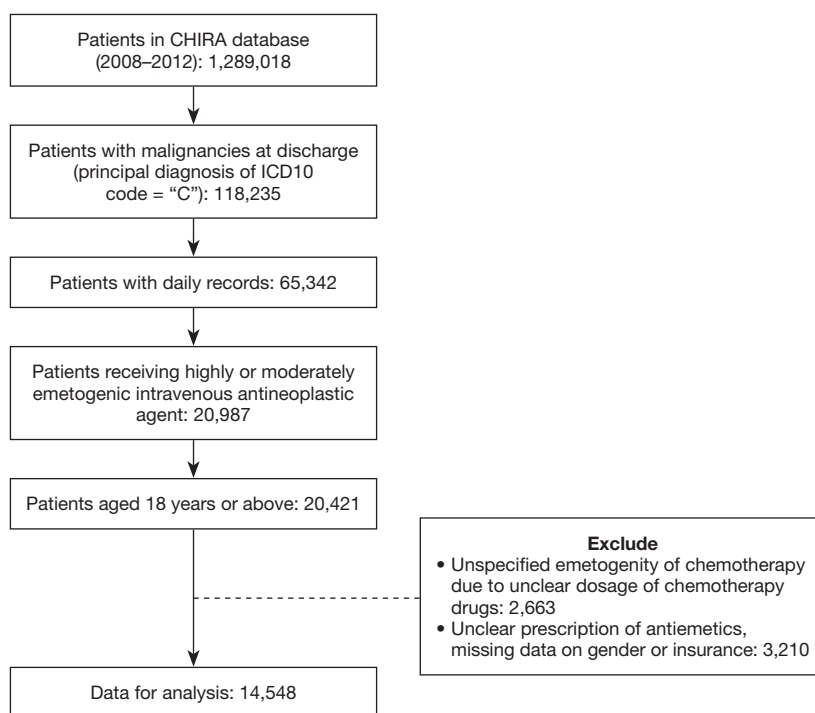 Patients in CHIRA database
(2008–2012): 1,289,018
Patients with malignancies at discharge
(principal diagnosis of ICD10
code = “C”): 118,235
Patients with daily records: 65,342
Patients receiving highly or moderately
emetogenic intravenous antineoplastic
agent: 20,987
Patients aged 18 years or above: 20,421
Exclude
• Unspecified emetogenity of chemotherapy
due to unclear dosage of chemotherapy
drugs: 2,663
• Unclear prescription of antiemetics,
missing data on gender or insurance: 3,210
Data for analysis: 14,548